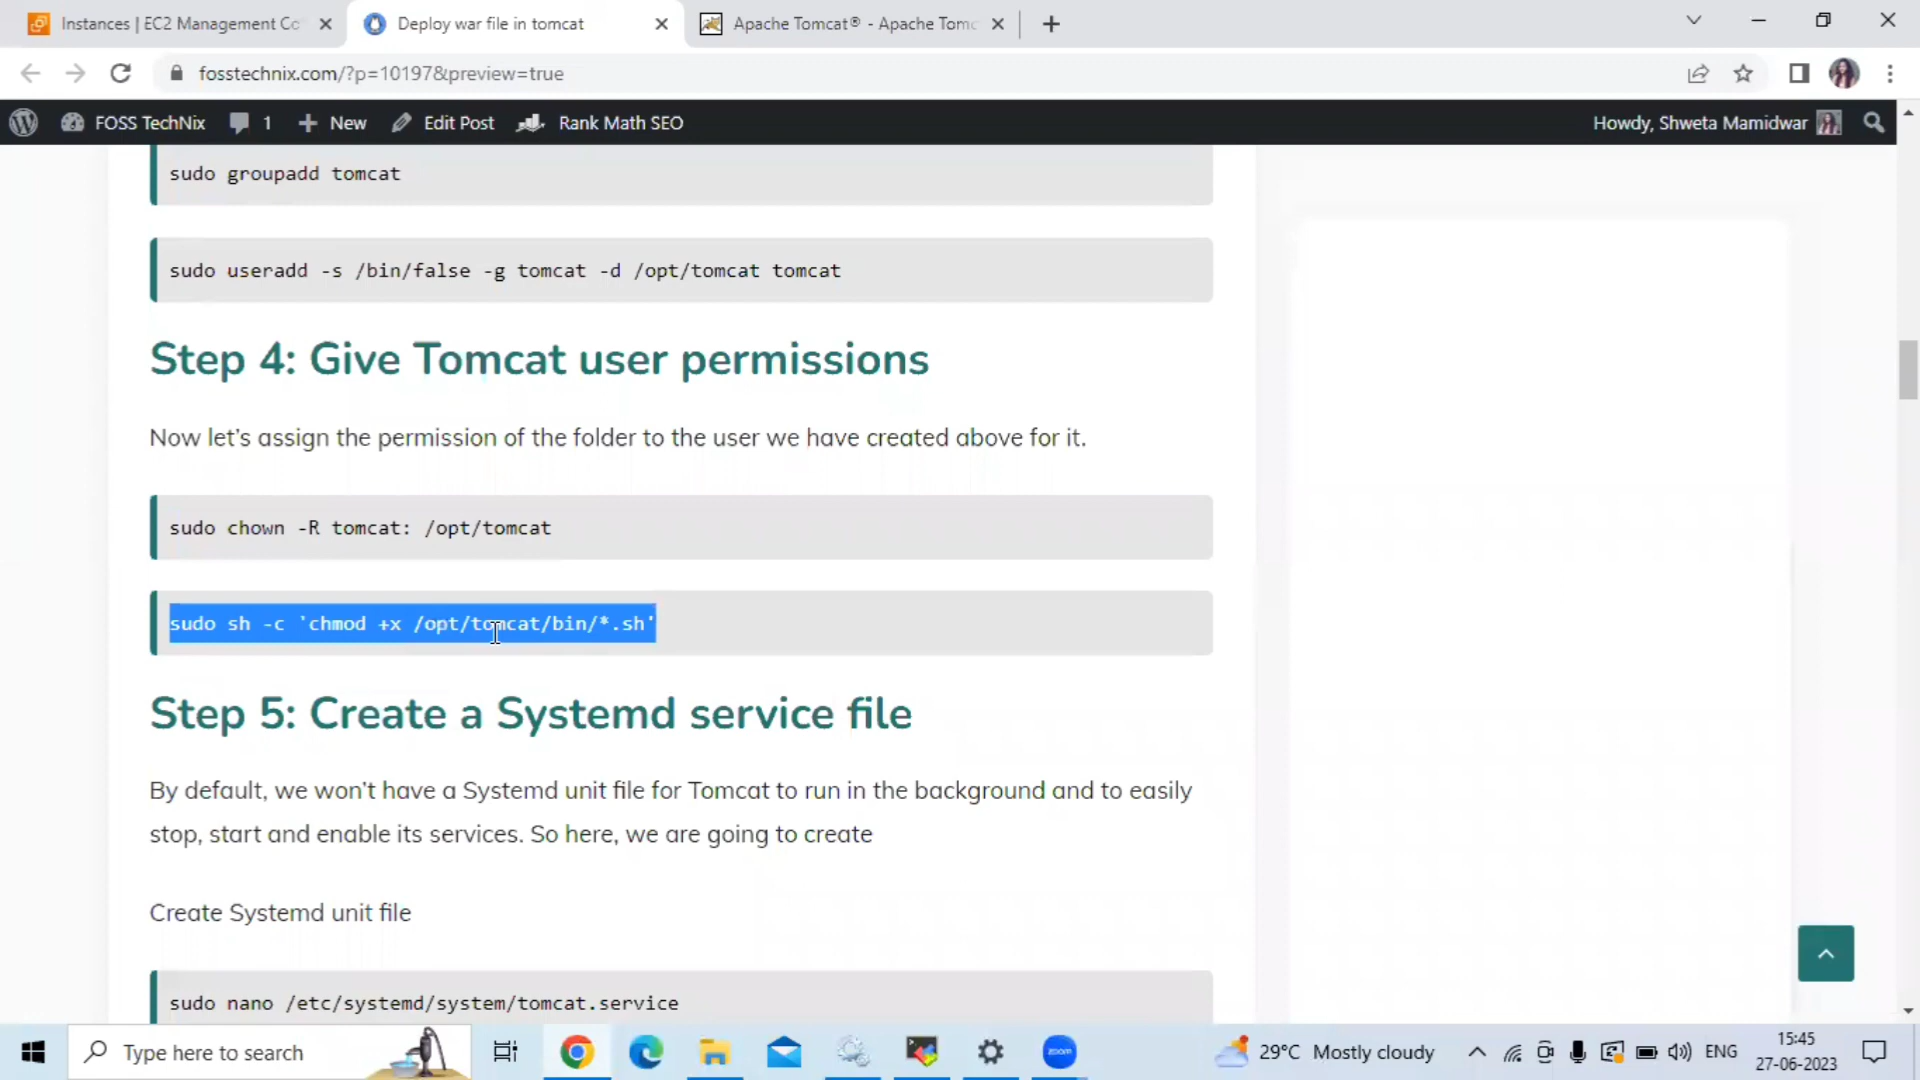 Instances | EC2 Management Co
Deploy war file in tomcat
Apache Tomcat® - Apache Tomc
fosstechnix.com/?p=10197&preview=true
FOSS TechNix
1
New
Edit Post
Rank Math SEO
Howdy, Shweta Mamidwar
sudo groupadd tomcat
sudo useradd -s /bin/false -g tomcat -d /opt/tomcat tomcat
Step 4: Give Tomcat user permissions
Now let's assign the permission of the folder to the user we have created above for it.
sudo chown -R tomcat: /opt/tomcat
sudo sh -c 'chmod +x /opt/tomcat/bin/*.sh'
Step 5: Create a Systemd service file
By default, we won't have a Systemd unit file for Tomcat to run in the background and to easily
stop, start and enable its services. So here, we are going to create
Create Systemd unit file
sudo nano /etc/systemd/system/tomcat.service
Type here to search
zoom
29°C Mostly cloudy
ENG
15:45
27-06-2023